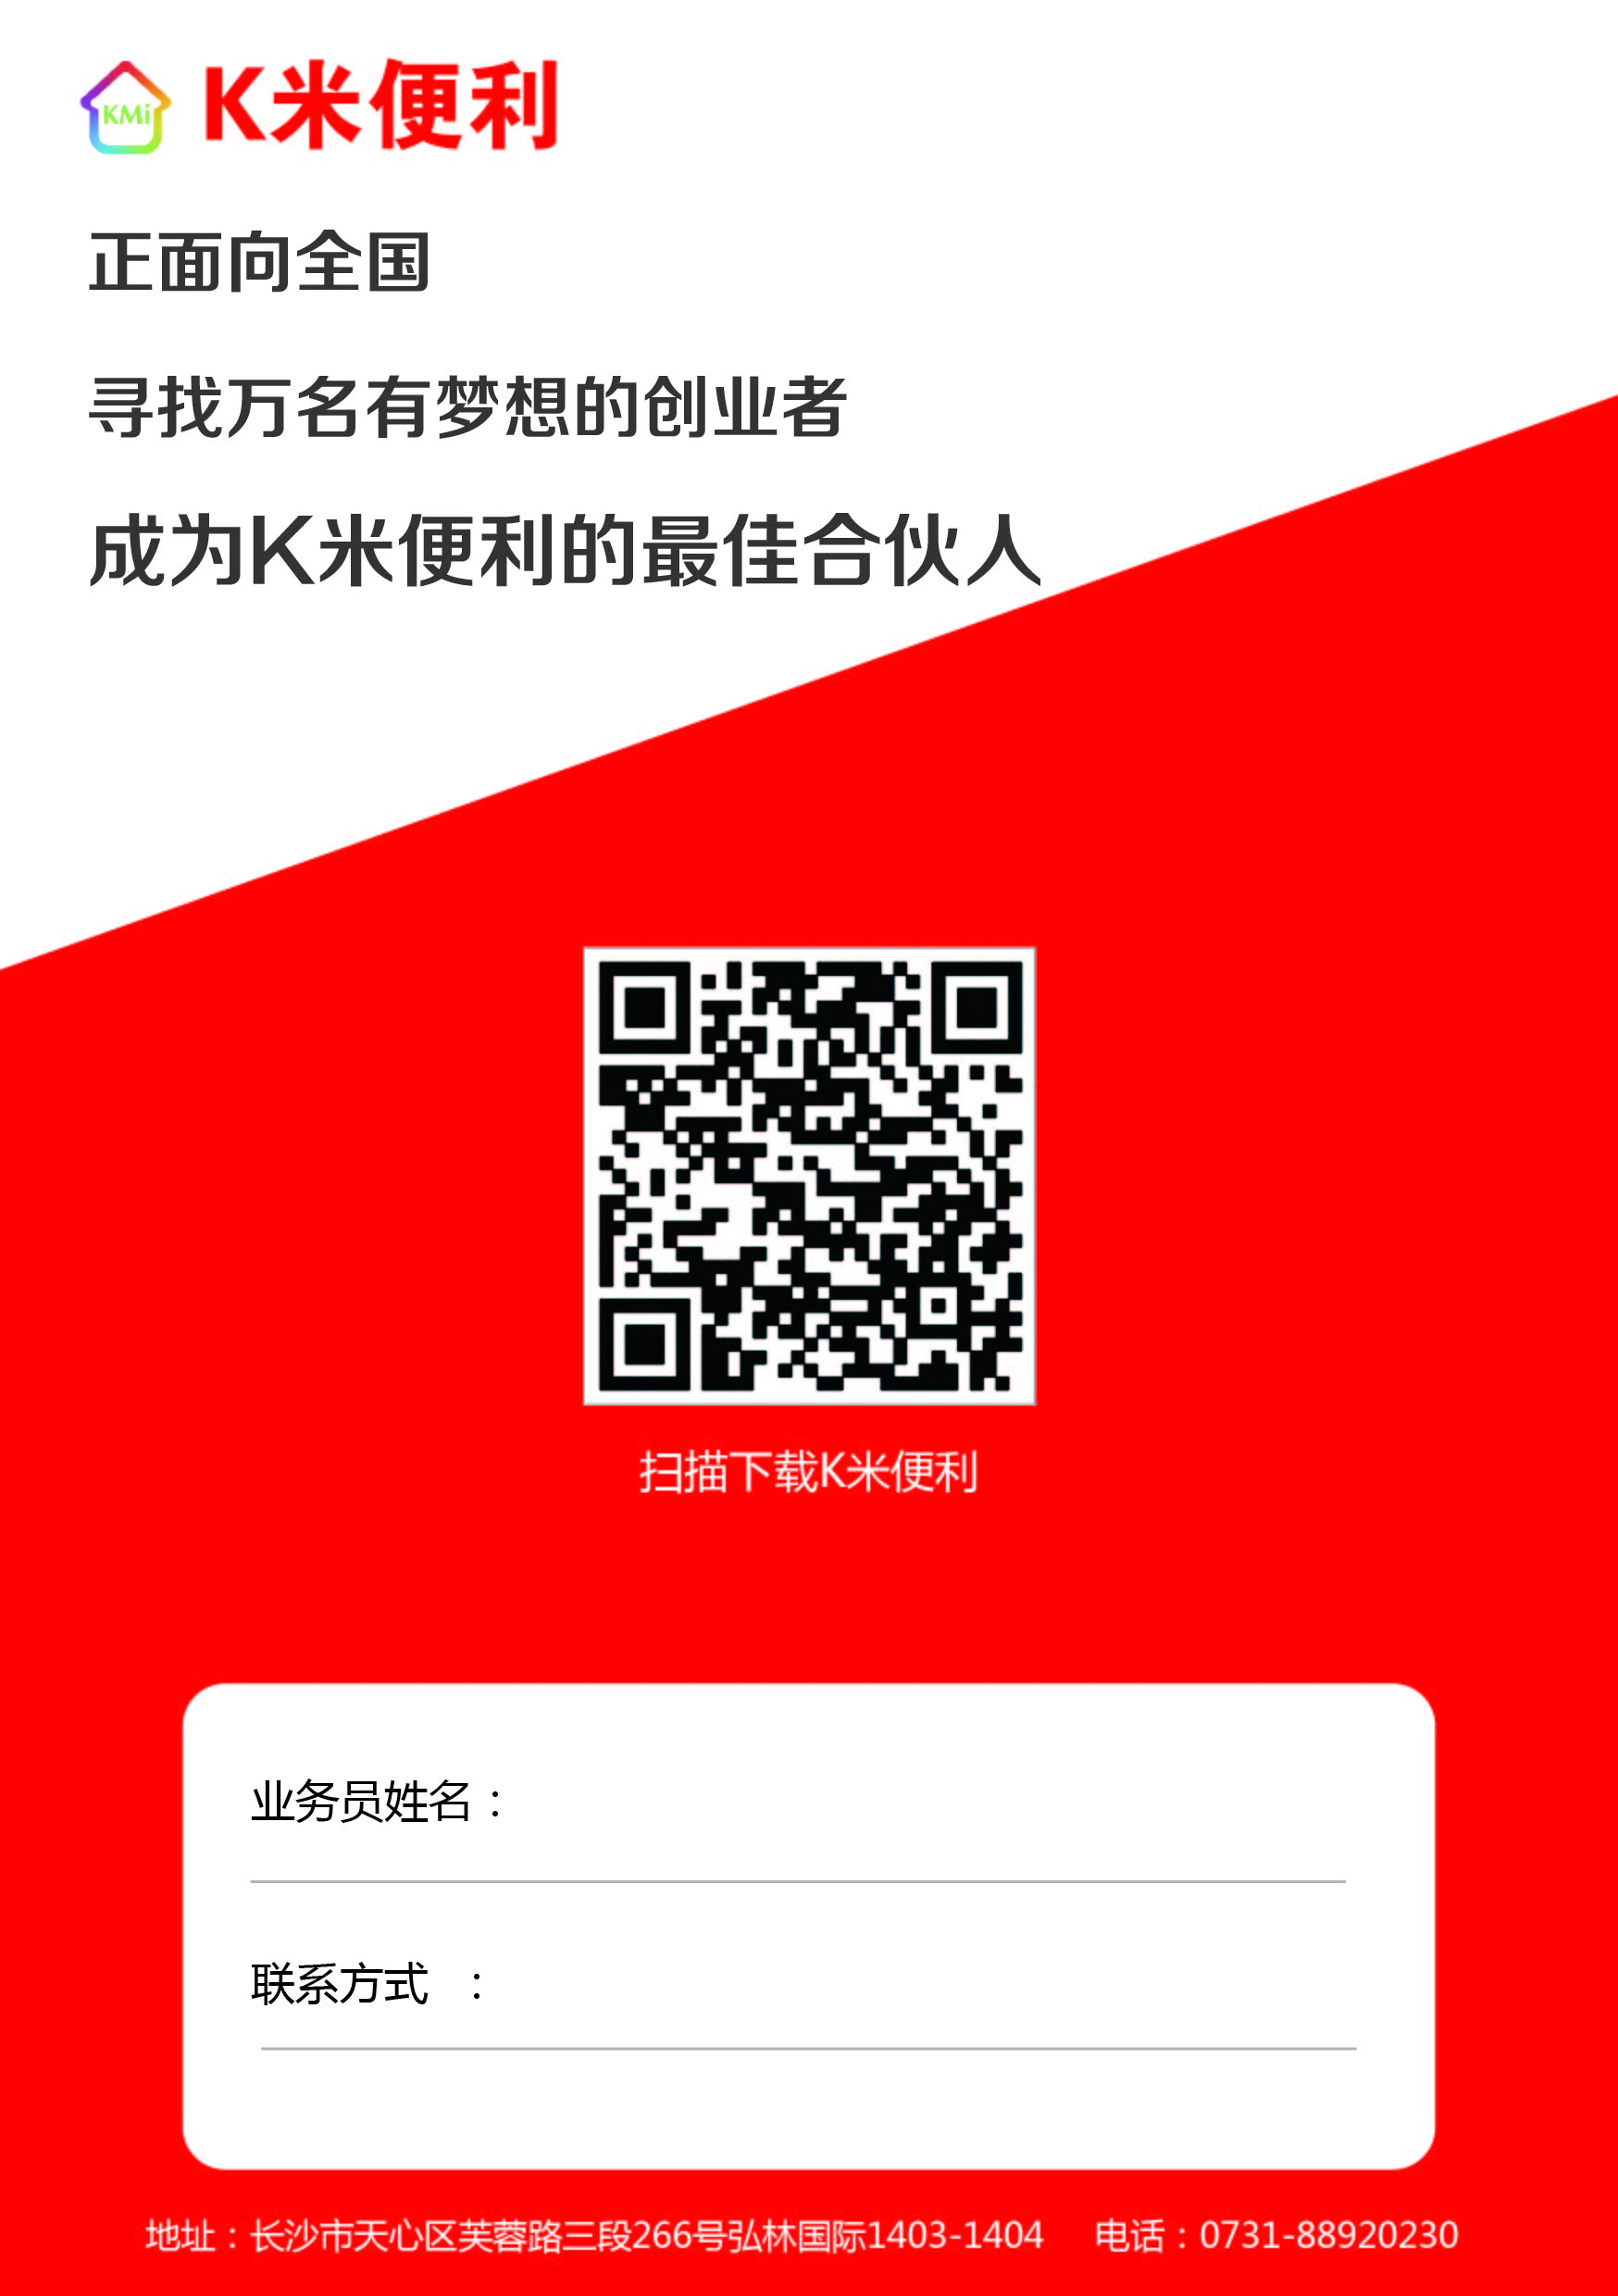 KMi
K米便利
正面向全国
寻找万名有梦想的创业者
成为K米便利的最佳合伙人
扫描下载K米便利
业务员姓名：
联系方式 ：
地址：长沙市天心区芙蓉路三段266号弘林国际1403-1404 电话：0731-88920230